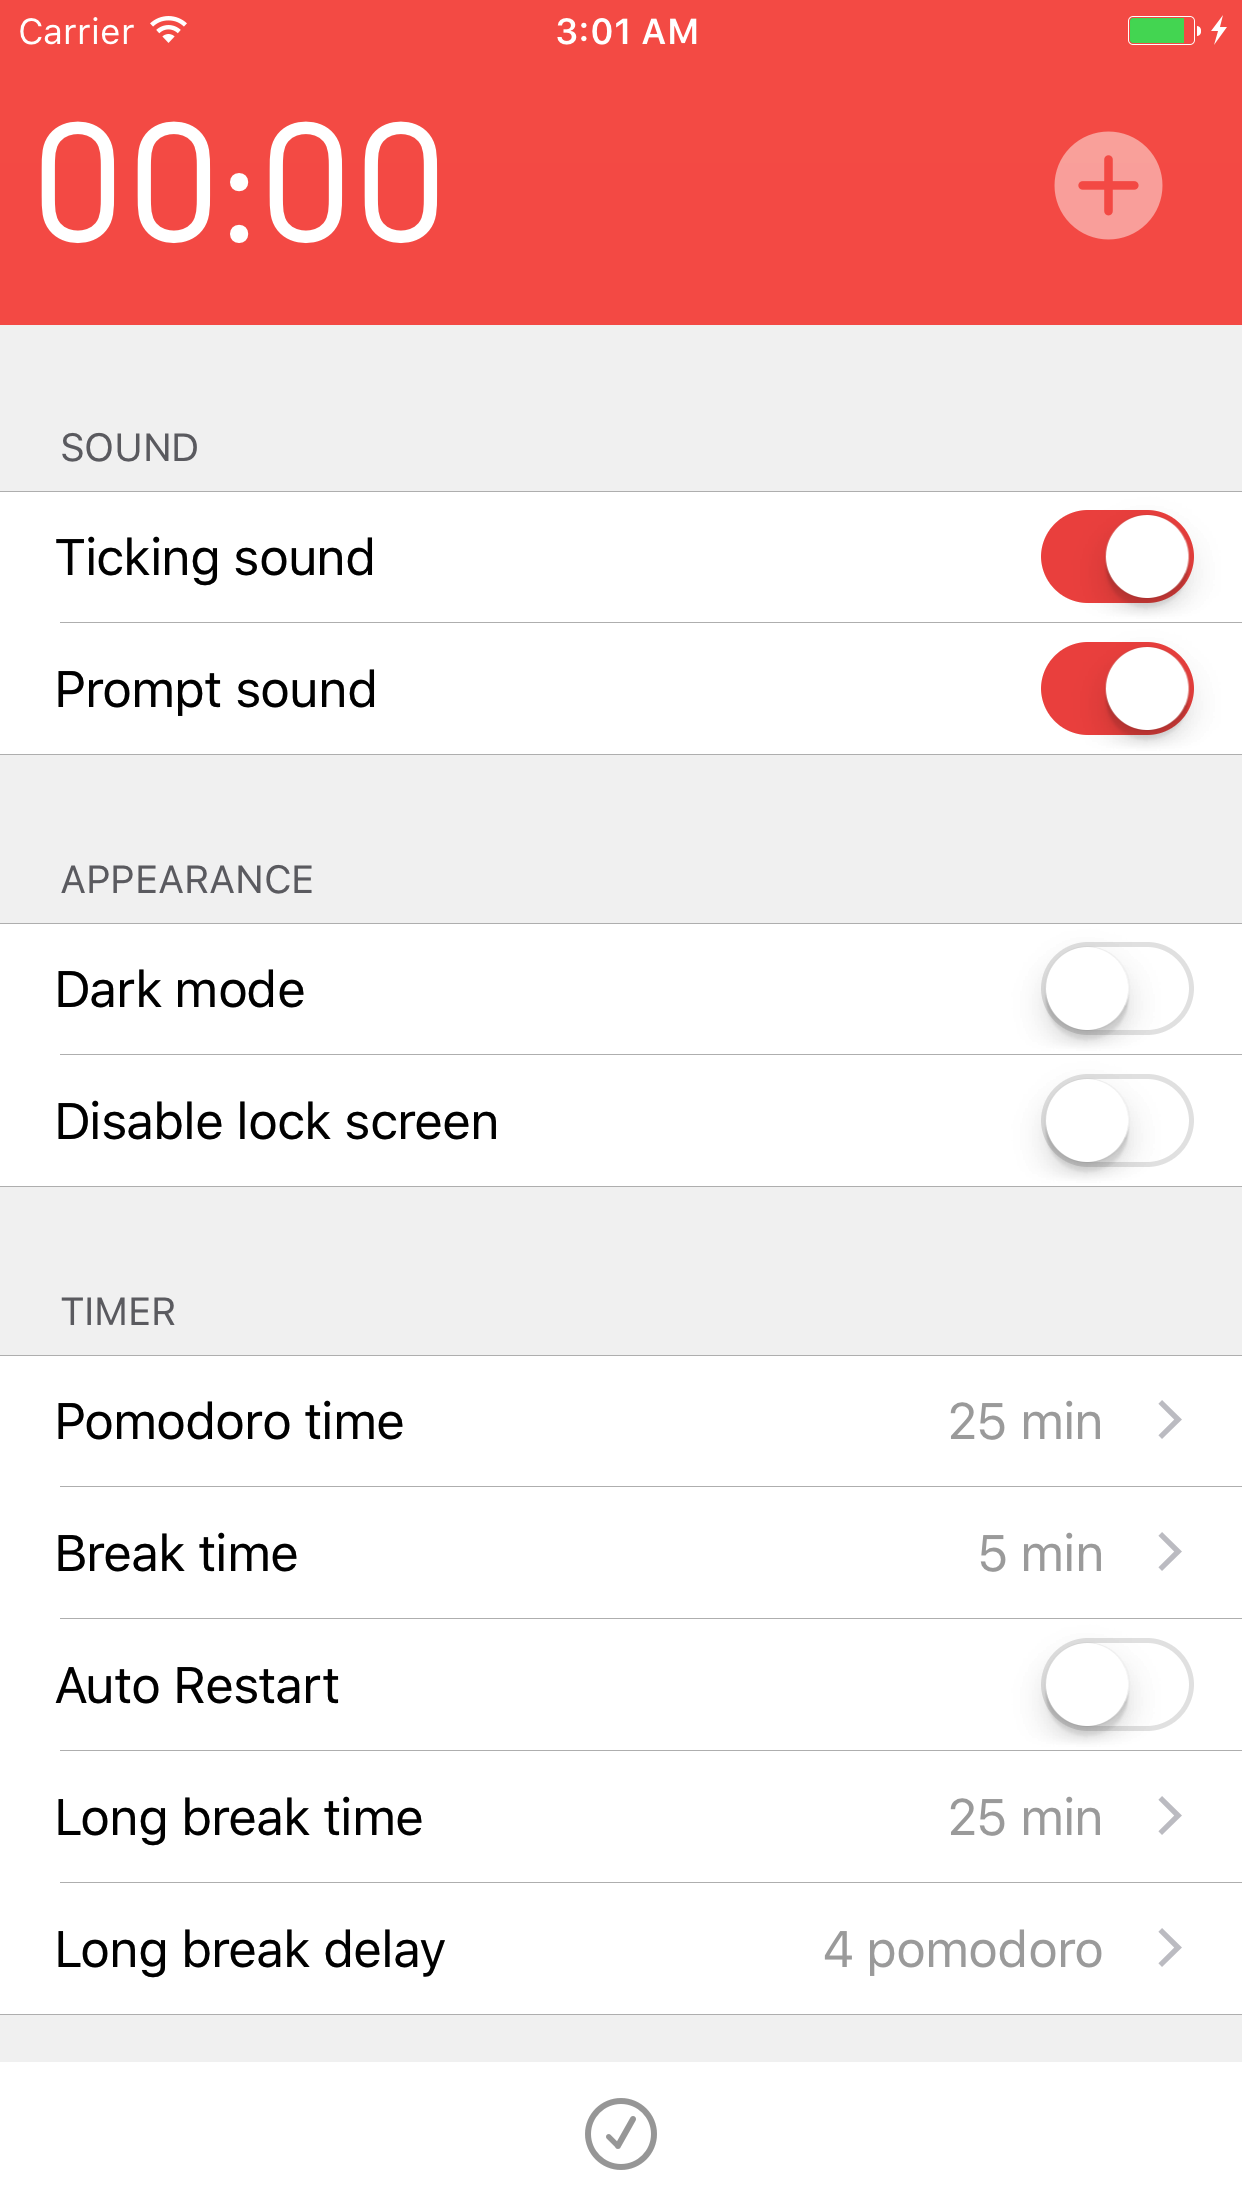 Carrier 3:01 AM
00:00
SOUND
Ticking sound
Prompt sound
APPEARANCE
Dark mode
Disable lock screen
TIMER
Pomodoro time 25 min
Break time 5 min
Auto Restart
Long break time 25 min
Long break delay 4 pomodoro